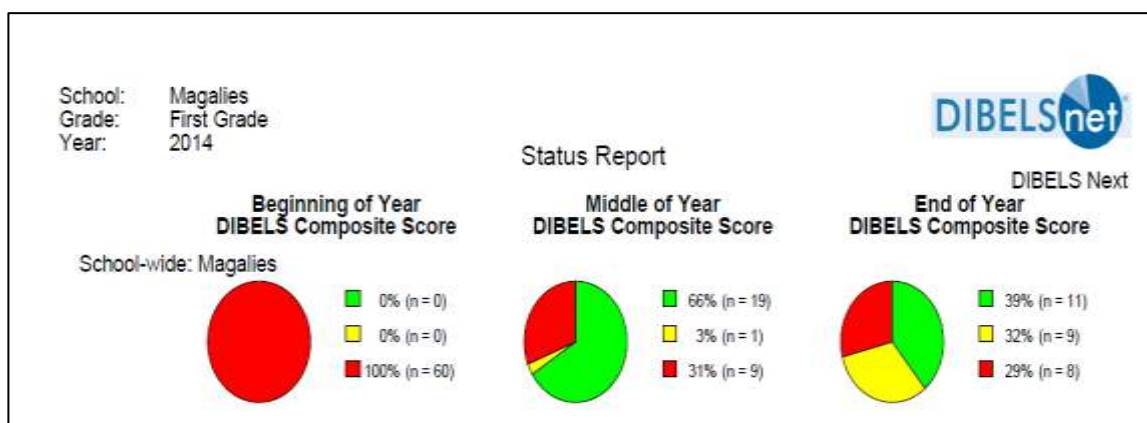 School: Magalies
Grade: First Grade
Year: 2014
DIBELSnet
Status Report
DIBELS Next
Beginning of Year
DIBELS Composite Score
Middle of Year
DIBELS Composite Score
End of Year
DIBELS Composite Score
School-wide: Magalies
0% (n = 0)
0% (n = 0)
100% (n = 60)
66% (n = 19)
3% (n = 1)
31% (n = 9)
39% (n = 11)
32% (n = 9)
29% (n = 8)